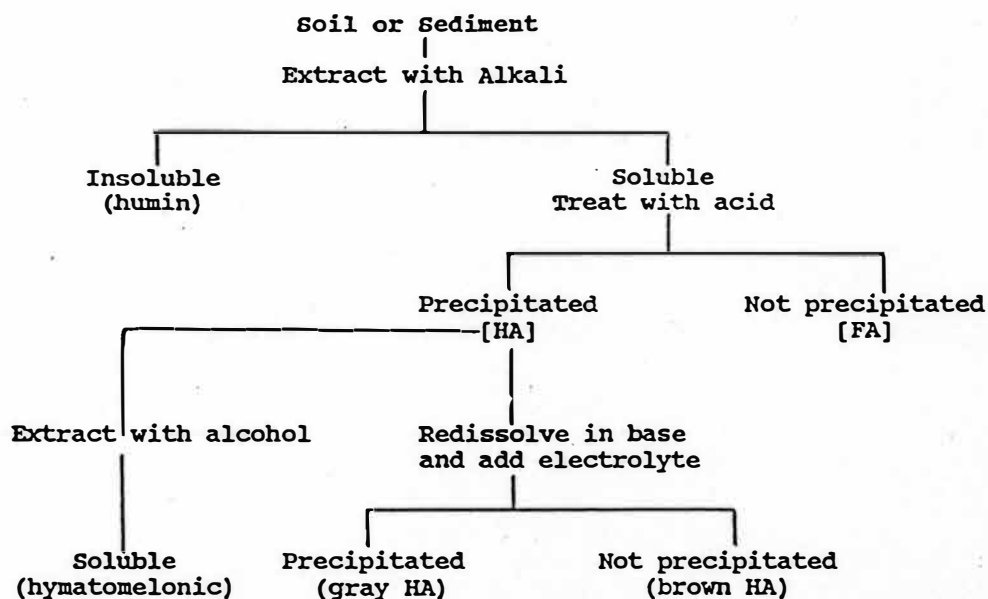 Soil or Sediment
Extract with Alkali
Insoluble
(humin)
Soluble
Treat with acid
Precipitated
[HA]
Not precipitated
[FA]
Extract with alcohol
Redissolve in base
and add electrolyte
Soluble
(hymatomelonic)
Precipitated
(gray HA)
Not precipitated
(brown HA)